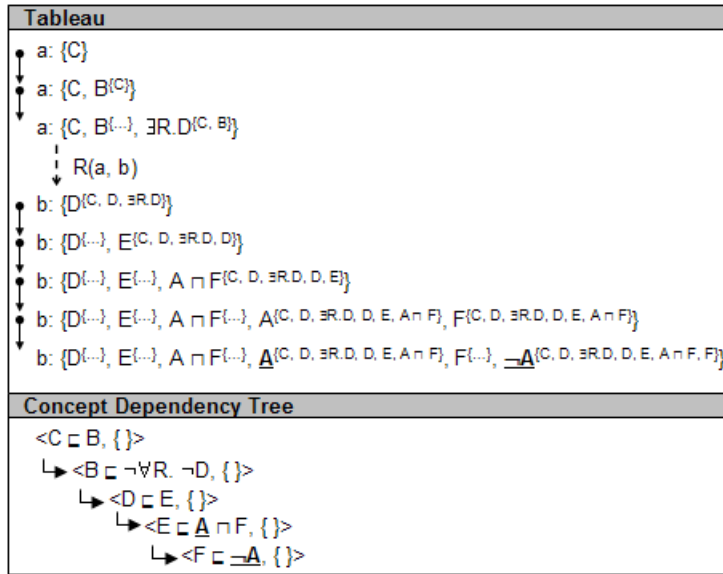 Tableau
a: {C}
a: {C, B{C}}
a: {C, B{...}, ∃R.D{C, B}}
R(a, b)
b: {D{C, D, ∃R.D}}
b: {D{...}, E{C, D, ∃R.D, D}}
b: {D{...}, E{...}, A ⊓ F{C, D, ∃R.D, D, E}}
b: {D{...}, E{...}, A ⊓ F{...}, A{C, D, ∃R.D, D, E, A ⊓ F}, F{C, D, ∃R.D, D, E, A ⊓ F}}
b: {D{...}, E{...}, A ⊓ F{...}, A{C, D, ∃R.D, D, E, A ⊓ F}, F{...}, ¬A{C, D, ∃R.D, D, E, A ⊓ F, F}}
Concept Dependency Tree
<C ⊑ B, { }>
<B ⊑ ¬∀R. ¬D, { }>
<D ⊑ E, { }>
<E ⊑ A ⊓ F, { }>
<F ⊑ ¬A, { }>